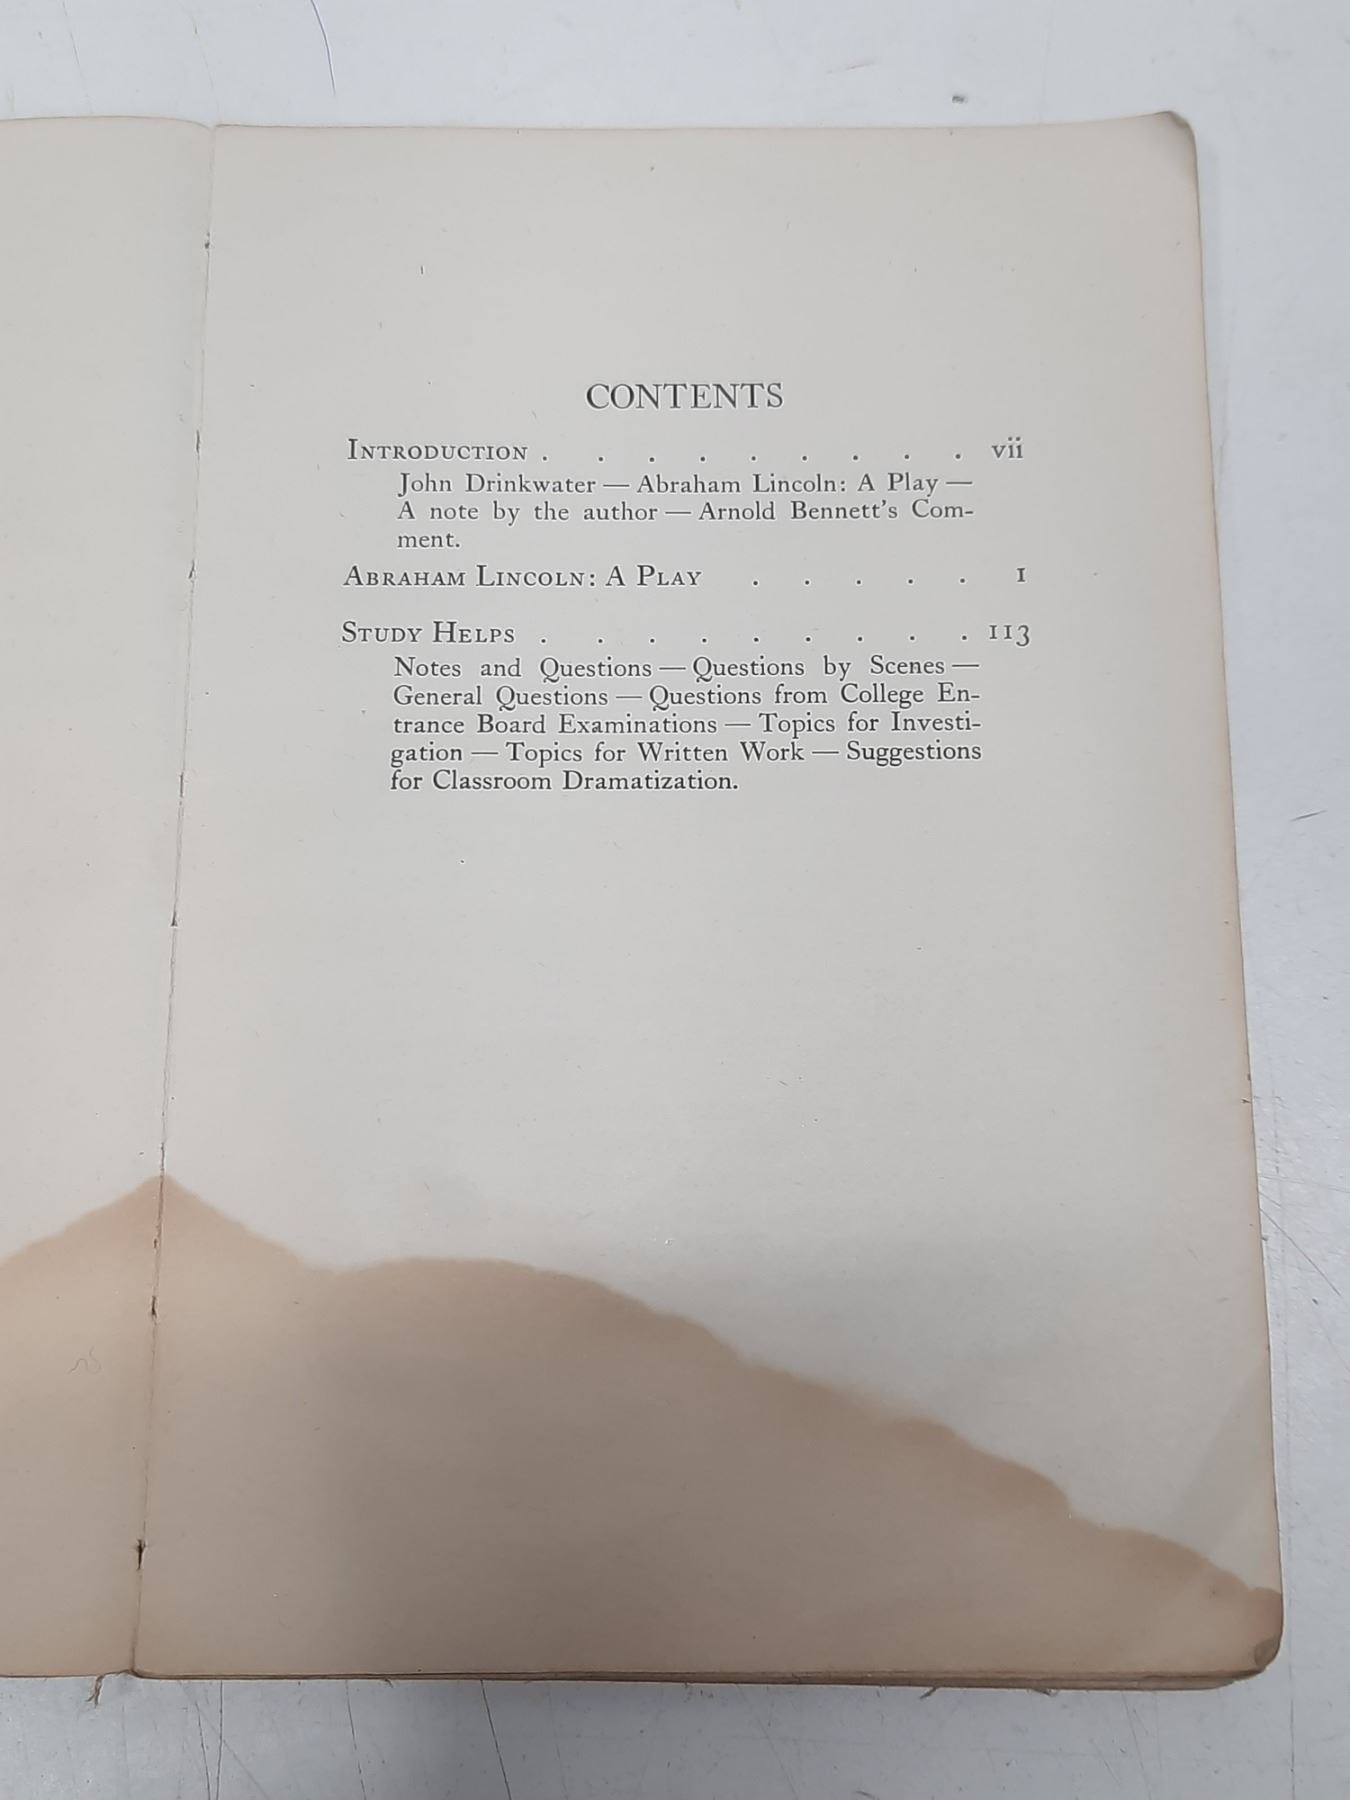 CONTENTS
INTRODUCTION . . . . . . . . . vii
John Drinkwater — Abraham Lincoln: A Play —
A note by the author — Arnold Bennett's Com-
ment.
ABRAHAM LINCOLN: A PLAY . . . . . 1
STUDY HELPS . . . . . . . . . 113
Notes and Questions — Questions by Scenes —
General Questions — Questions from College En-
trance Board Examinations — Topics for Investi-
gation — Topics for Written Work — Suggestions
for Classroom Dramatization.